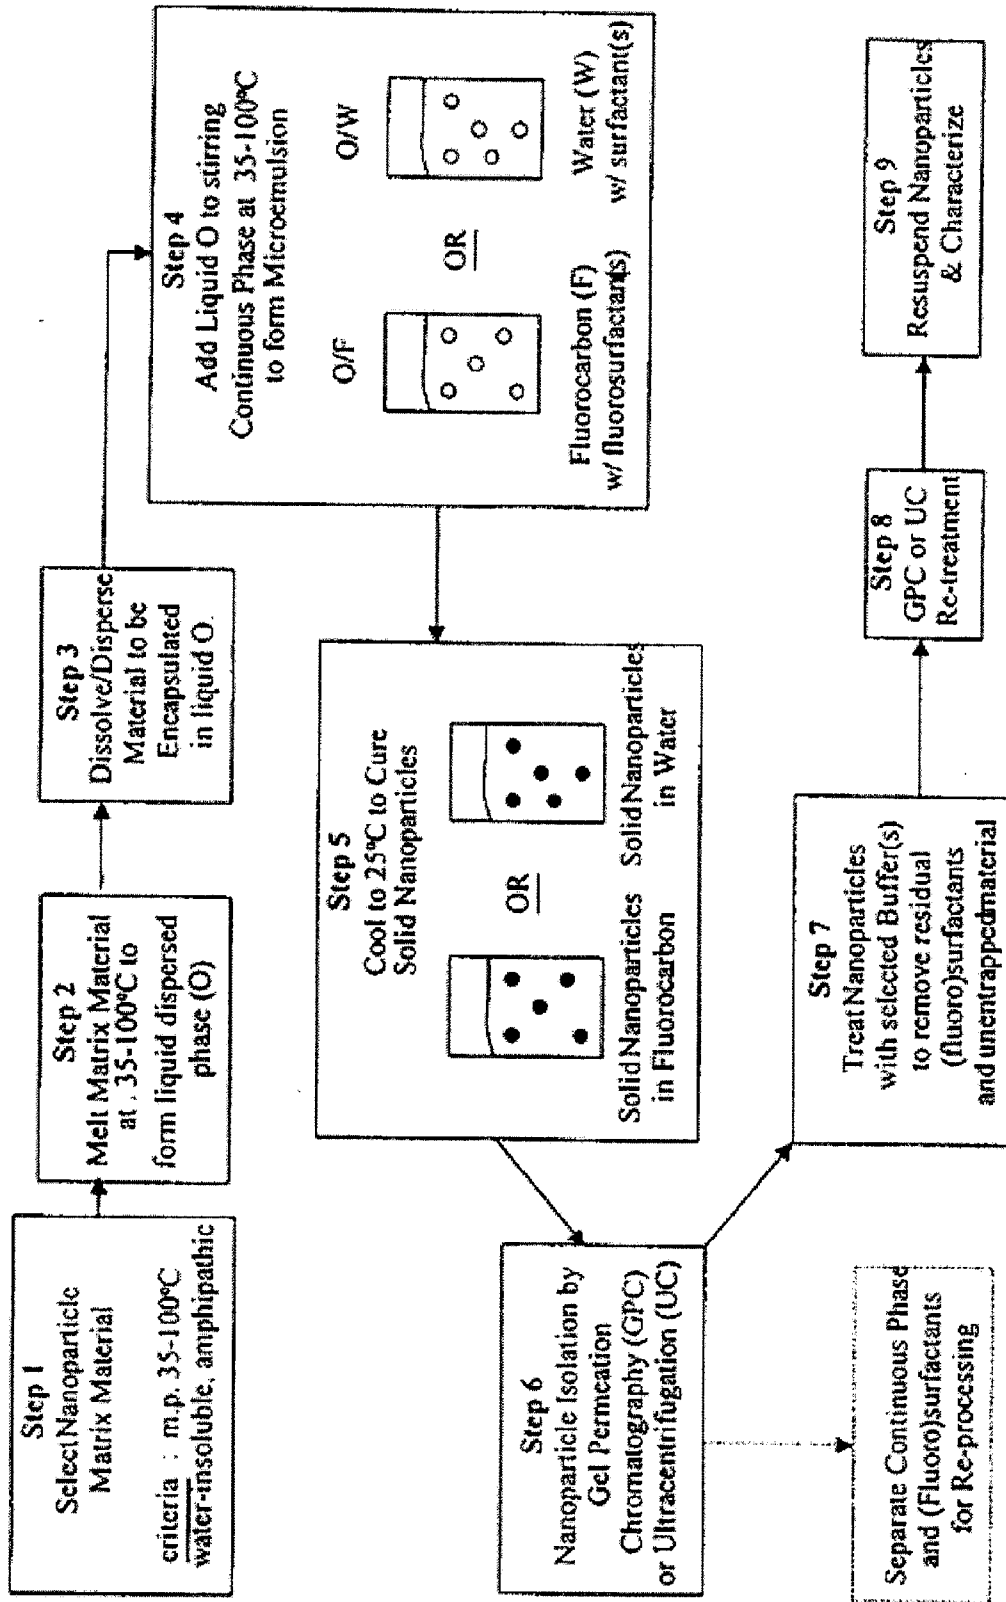 Step 1
Select Nanoparticle
Matrix Material
criteria : m.p. 35-100°C
water-insoluble, amphipathic
Step 2
Melt Matrix Material
at . 35-100°C to
form liquid dispersed
phase (O)
Step 3
Dissolve/Disperse
Material to be
Encapsulated
in liquid O.
Step 4
Add Liquid O to stirring
Continuous Phase at 35-100°C
to form Microemulsion
O/F
OR
O/W
Fluorocarbon (F)
w/ fluorosurfactant(s)
Water (W)
w/ surfactant(s)
Step 5
Cool to 25°C to Cure
Solid Nanoparticles
OR
Solid Nanoparticles
in Fluorocarbon
Solid Nanoparticles
in Water
Step 6
Nanoparticle Isolation by
Gel Permeation
Chromatography (GPC)
or Ultracentrifugation (UC)
Separate Continuous Phase
and (Fluoro)surfactants
for Re-processing
Step 7
Treat Nanoparticles
with selected Buffer(s)
to remove residual
(fluoro)surfactants
and unentrapped material
Step 8
GPC or UC
Re-treatment
Step 9
Resuspend Nanoparticles
& Characterize